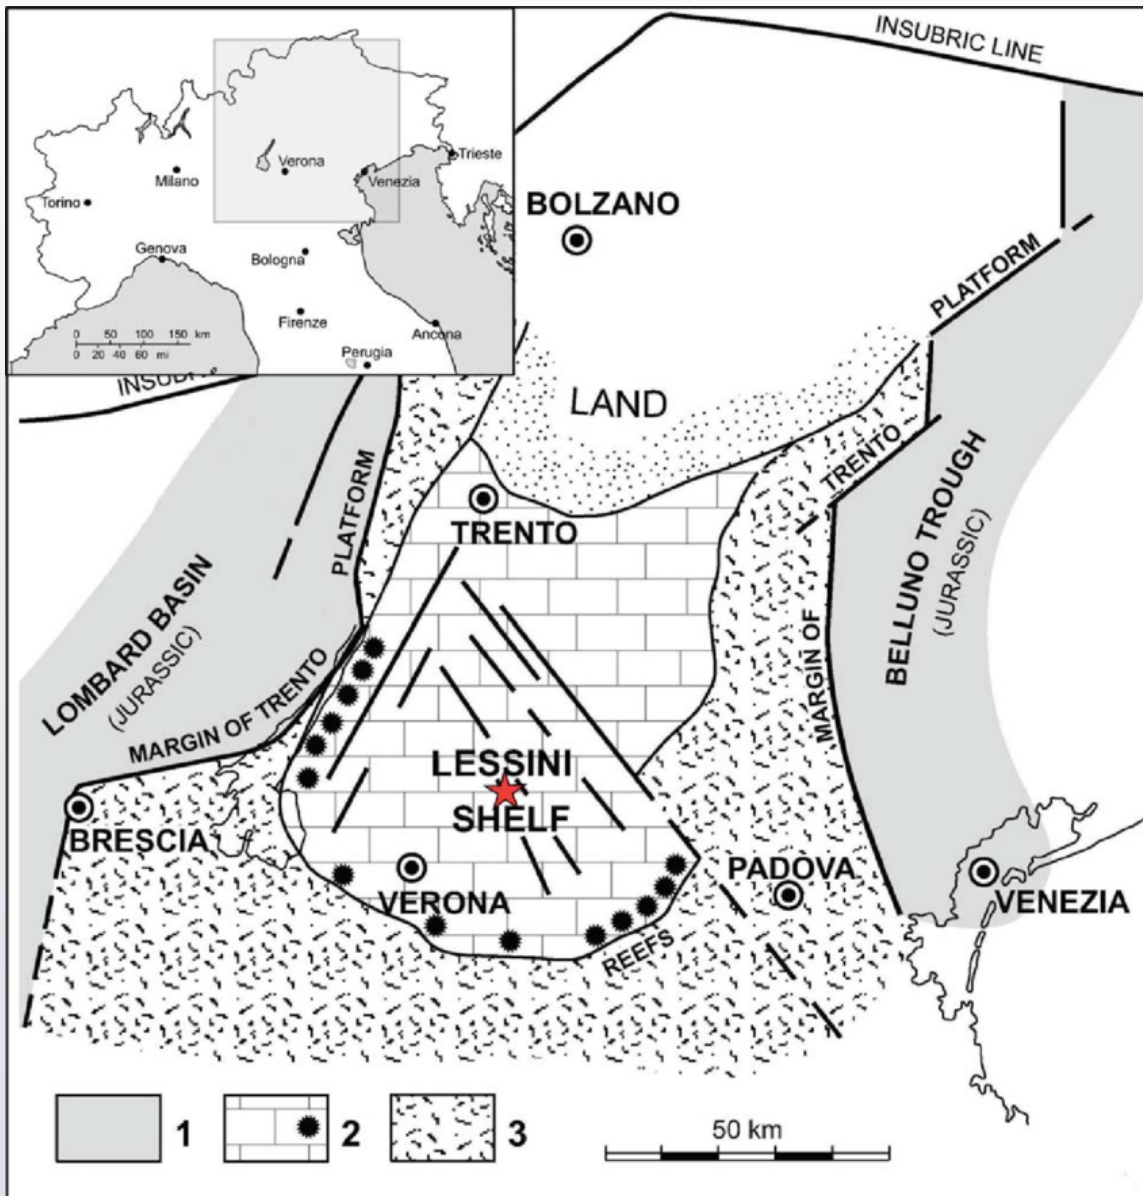 INSUBRIC LINE
Trieste
Verona
Venezia
Milano
Torino
Genova
Bologna
Firenze
Ancona
Perugia
0 50 100 150 km
0 20 40 60 mi
BOLZANO
PLATFORM
LAND
TRENTO
PLATFORM
TRENTO
LOMBARD BASIN
(JURASSIC)
MARGIN OF TRENTO
BELLUNO TROUGH
(JURASSIC)
MARGIN OF
LESSINI
SHELF
BRESCIA
VERONA
PADOVA
VENEZIA
REEFS
1
2
3
50 km